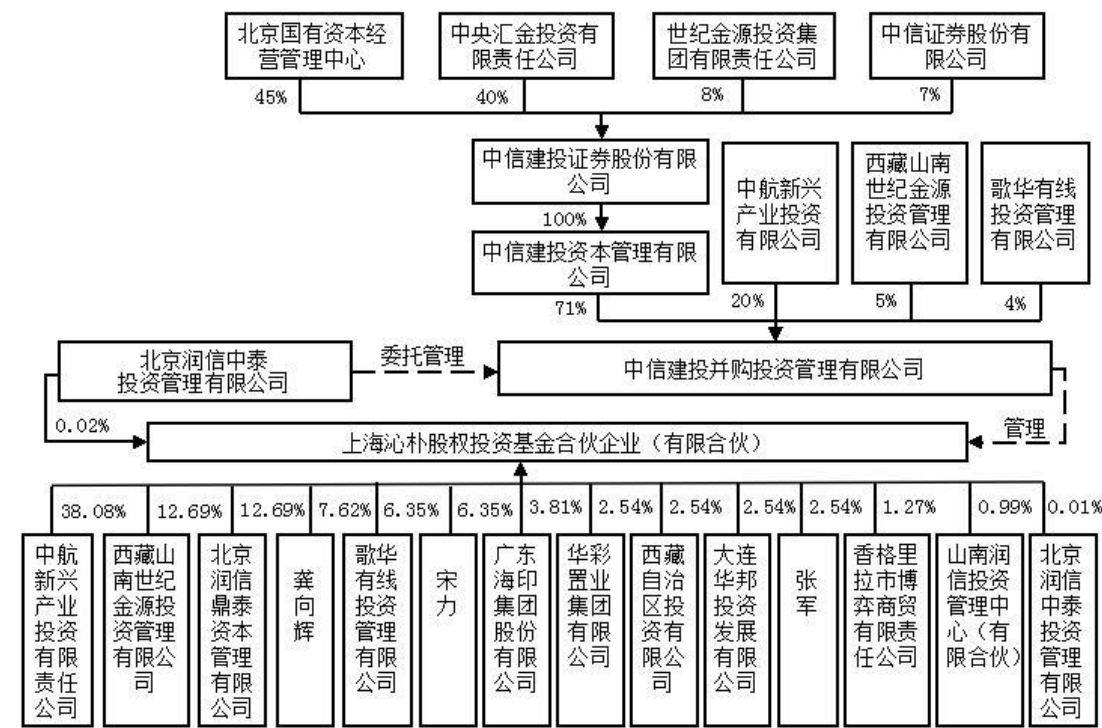 北京国有资本经
营管理中心
中央汇金投资有
限责任公司
世纪金源投资集
团有限责任公司
中信证券股份有
限公司
45%
40%
8%
7%
中信建投证券股份有限
公司
100%
中信建投资本管理有限
公司
中航新兴
产业投资
有限公司
西藏山南
世纪金源
投资管理
有限公司
歌华有线
投资管理
有限公司
71%
20%
5%
4%
北京润信中泰
投资管理有限公司
委托管理
中信建投并购投资管理有限公司
0.02%
管理
上海沁朴股权投资基金合伙企业（有限合伙）
38.08%
12.69%
12.69%
7.62%
6.35%
6.35%
3.81%
2.54%
2.54%
2.54%
2.54%
1.27%
0.99%
0.01%
中航
新兴
产业
投资
有限
责任
公司
西藏山
南世纪
金源投
资管理
有限公
司
北京
润信
鼎泰
资本
管理
有限
公司
龚
向
辉
歌华
有线
投资
管理
有限
公司
宋
力
广东
海印
集团
股份
有限
公司
华彩
置业
集团
有限
公司
西藏
自治
区投
资有
限公
司
大连
华邦
投资
发展
有限
公司
张
军
香格里
拉市博
弈商贸
有限责
任公司
山南润
信投资
管理中
心（有
限合伙）
北京
润信
中泰
投资
管理
有限
公司